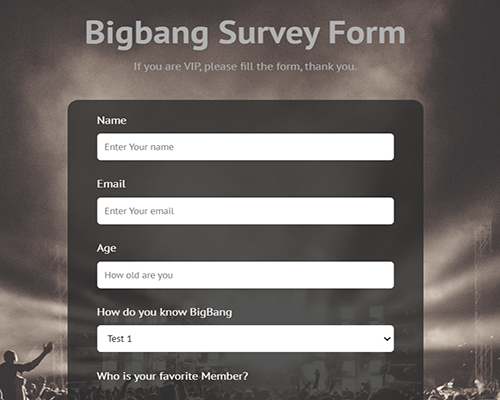 Bigbang Survey Form
If you are VIP, please fill the form, thank you.
Name
Enter Your name
Email
Enter Your email
Age
How old are you
How do you know BigBang
Test 1
Who is your favorite Member?